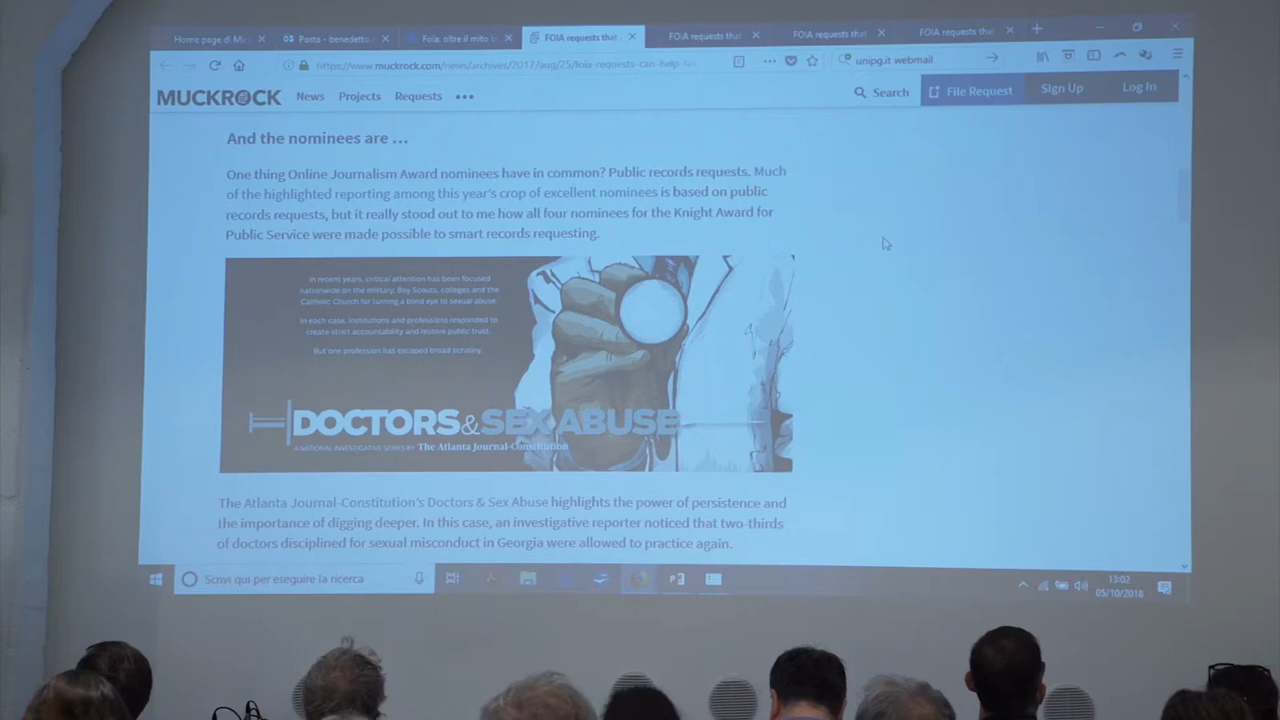 Home page di Mi
Posta - benedetto
Foia: oltre il mito
FOIA requests that
FOIA requests that
FOIA requests that
FOIA requests that
https://www.muckrock.com/news/archives/2017/aug/25/foia-requests-can-help
unipg.it webmail
MUCKROCK News Projects Requests Search File Request Sign Up Log In
And the nominees are ...
One thing Online Journalism Award nominees have in common? Public records requests. Much
of the highlighted reporting among this year's crop of excellent nominees is based on public
records requests, but it really stood out to me how all four nominees for the Knight Award for
Public Service were made possible to smart records requesting.
In recent years, critical attention has been focused
nationwide on the military, Boy Scouts, colleges and the
Catholic Church for turning a blind eye to sexual abuse.
In each case, institutions and professions responded to
create strict accountability and restore public trust.
But one profession has escaped broad scrutiny.
DOCTORS & SEX ABUSE
A NATIONAL INVESTIGATIVE SERIES BY The Atlanta Journal-Constitution
The Atlanta Journal-Constitution's Doctors & Sex Abuse highlights the power of persistence and
the importance of digging deeper. In this case, an investigative reporter noticed that two-thirds
of doctors disciplined for sexual misconduct in Georgia were allowed to practice again.
Scrivi qui per eseguire la ricerca
13:02
05/10/2018